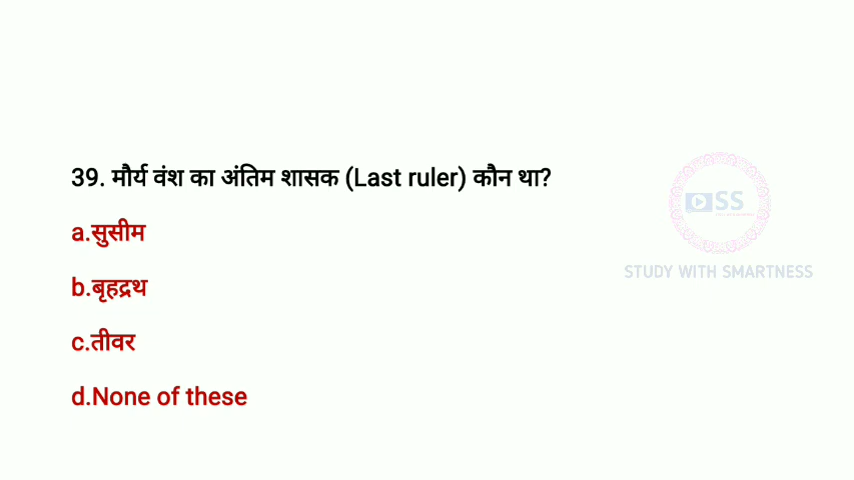 39. मौर्य वंश का अंतिम शासक (Last ruler) कौन था?
a.सुसीम
b.बृहद्रथ
c.तीवर
d.None of these
SS
STUDY WITH SMARTNESS